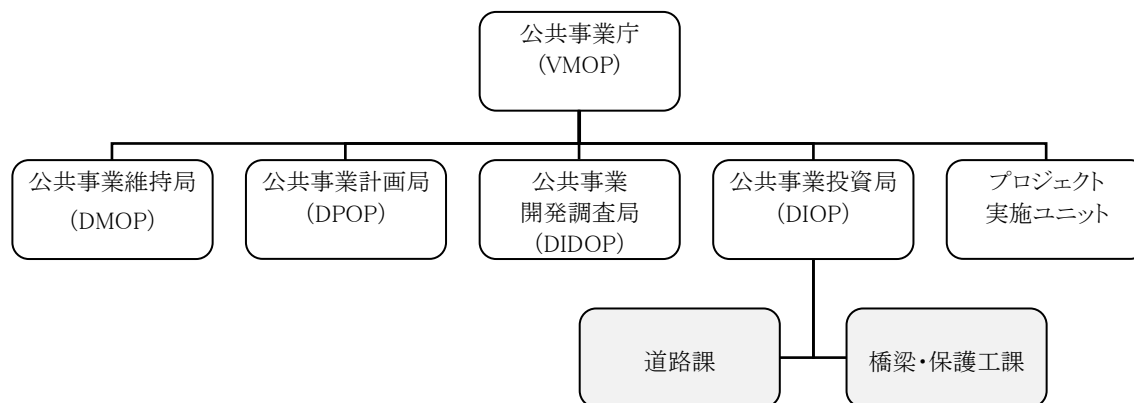 公共事業庁
(VMOP)
公共事業維持局
(DMOP)
公共事業計画局
(DPOP)
公共事業
開発調査局
(DIDOP)
公共事業投資局
(DIOP)
プロジェクト
実施ユニット
道路課
橋梁・保護工課